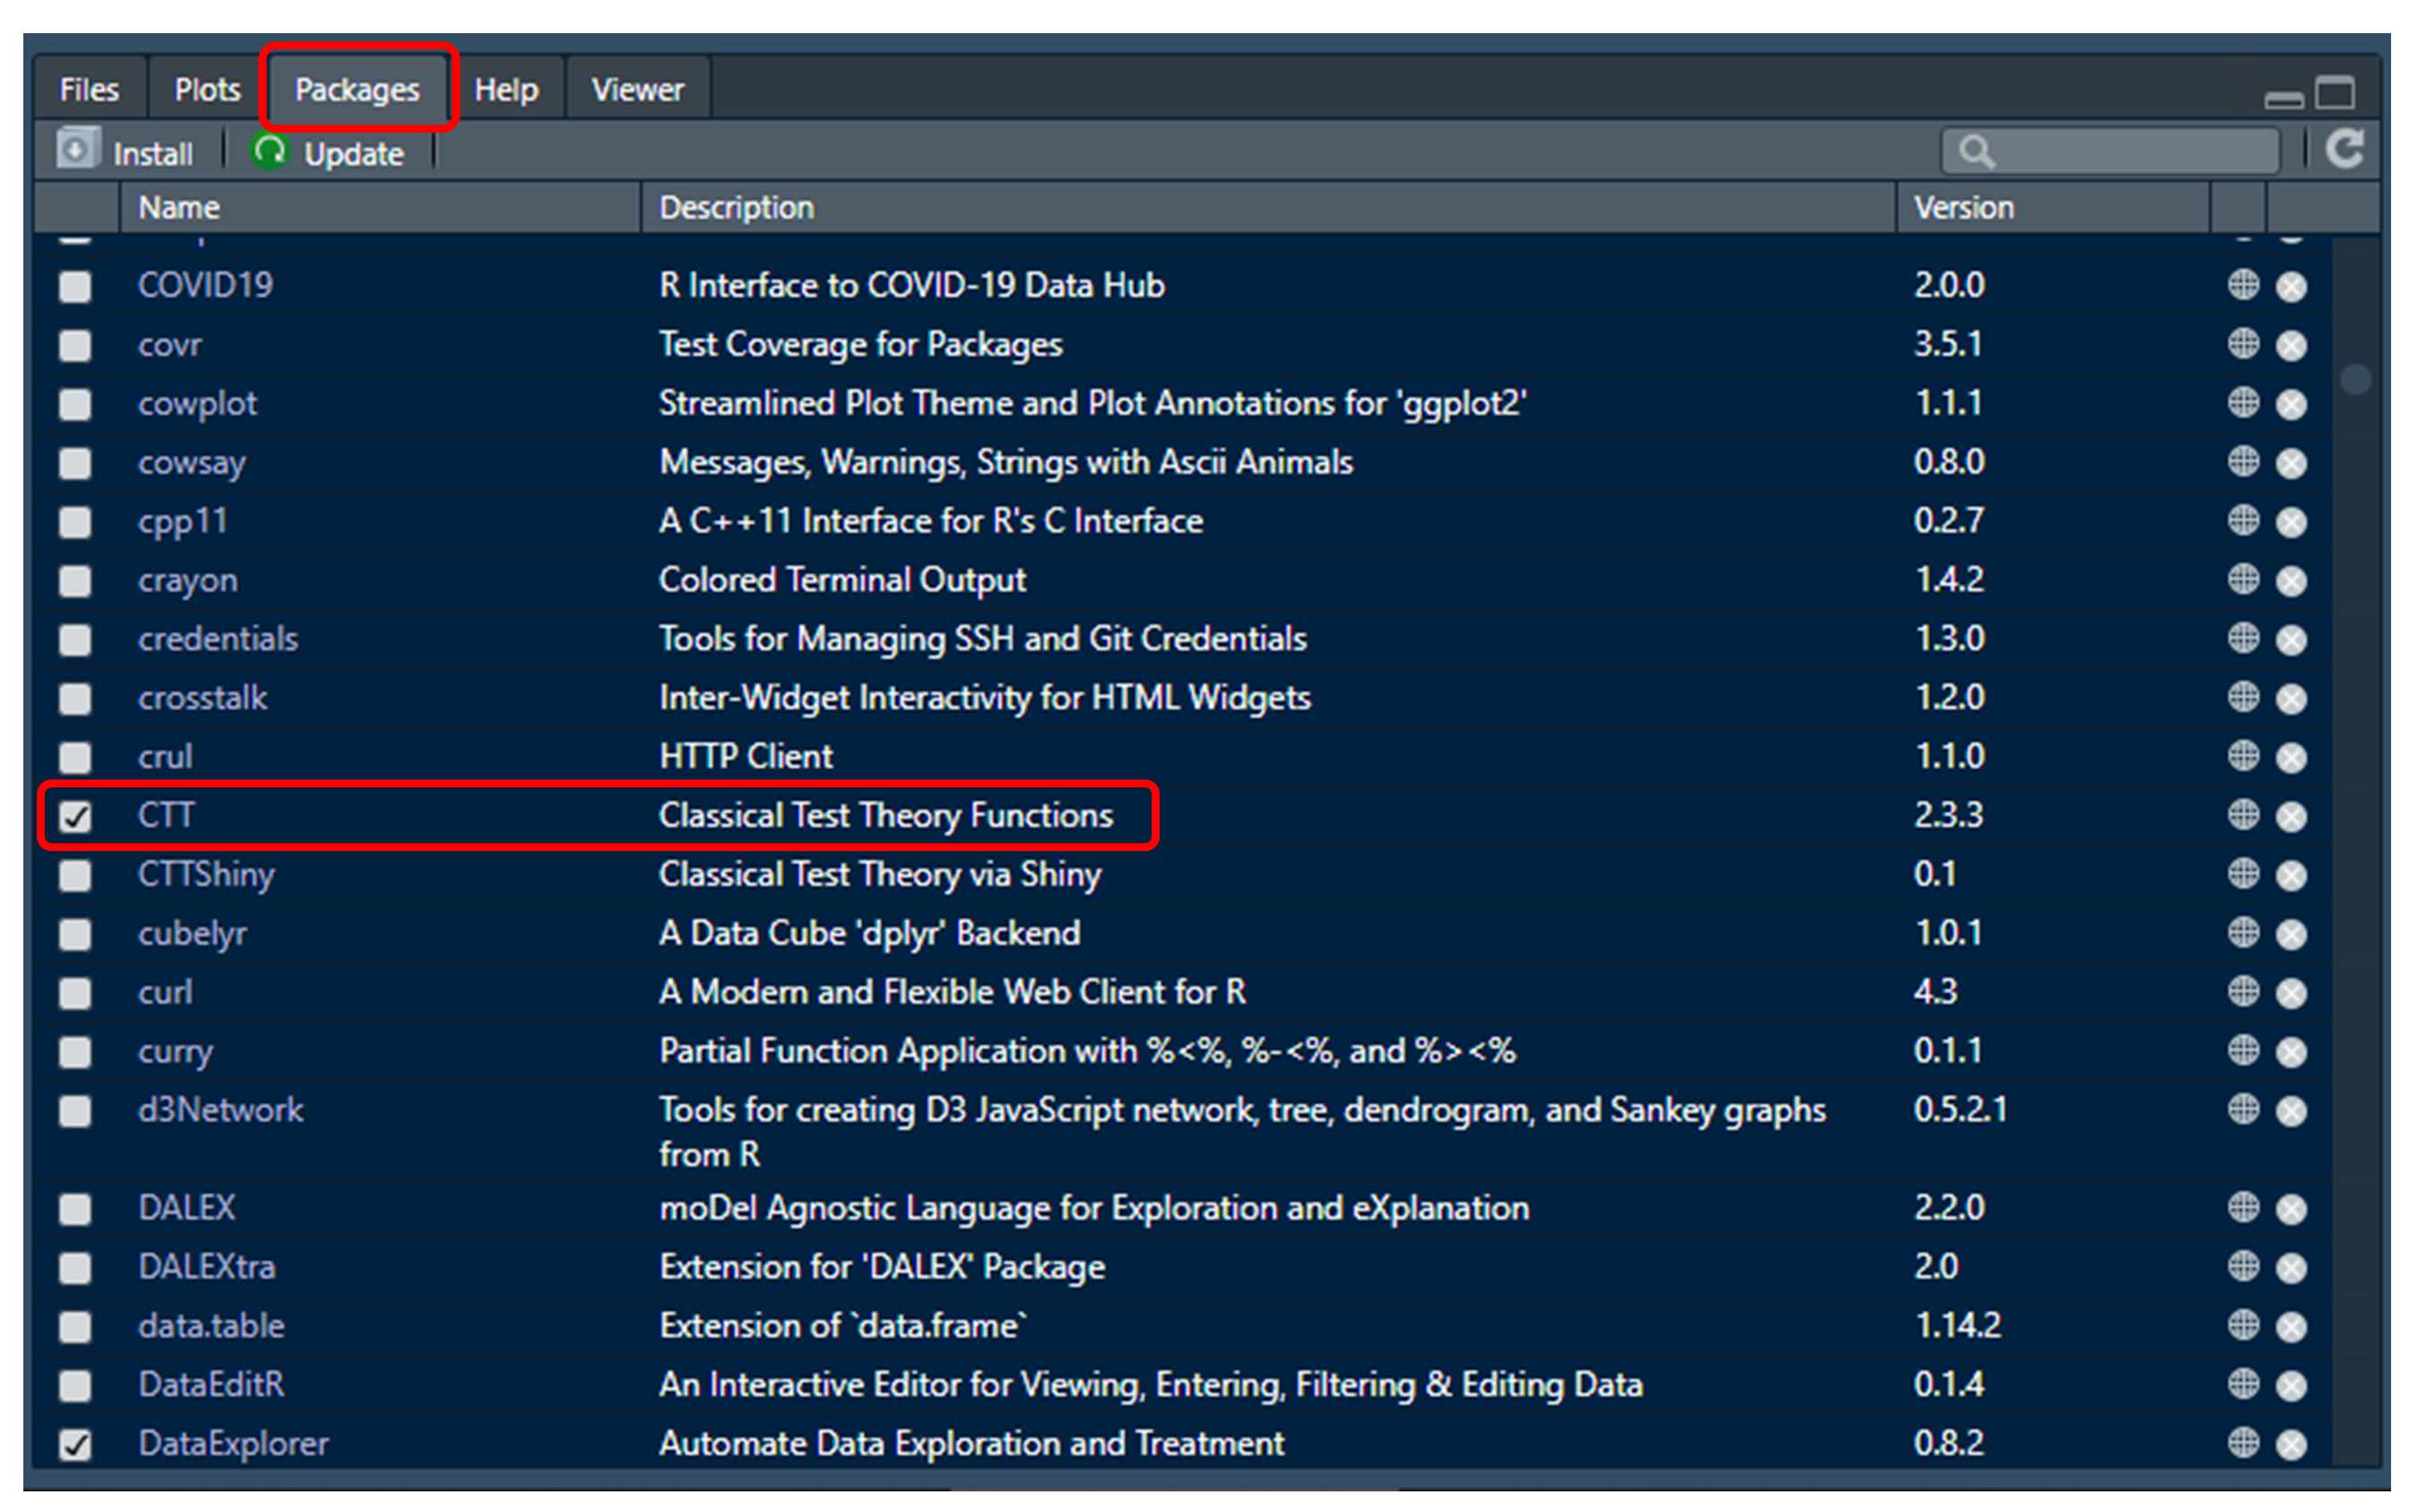 Files Plots Packages Help Viewer
Install Update
Name Description Version
COVID19 R Interface to COVID-19 Data Hub 2.0.0
covr Test Coverage for Packages 3.5.1
cowplot Streamlined Plot Theme and Plot Annotations for 'ggplot2' 1.1.1
cowsay Messages, Warnings, Strings with Ascii Animals 0.8.0
cpp11 A C++11 Interface for R's C Interface 0.2.7
crayon Colored Terminal Output 1.4.2
credentials Tools for Managing SSH and Git Credentials 1.3.0
crosstalk Inter-Widget Interactivity for HTML Widgets 1.2.0
crul HTTP Client 1.1.0
CTT Classical Test Theory Functions 2.3.3
CTTShiny Classical Test Theory via Shiny 0.1
cubelyr A Data Cube 'dplyr' Backend 1.0.1
curl A Modern and Flexible Web Client for R 4.3
curry Partial Function Application with %<%, %-<%, and %><% 0.1.1
d3Network Tools for creating D3 JavaScript network, tree, dendrogram, and Sankey graphs 0.5.2.1
from R
DALEX moDel Agnostic Language for Exploration and eXplanation 2.2.0
DALEXtra Extension for 'DALEX' Package 2.0
data.table Extension of `data.frame` 1.14.2
DataEditR An Interactive Editor for Viewing, Entering, Filtering & Editing Data 0.1.4
DataExplorer Automate Data Exploration and Treatment 0.8.2